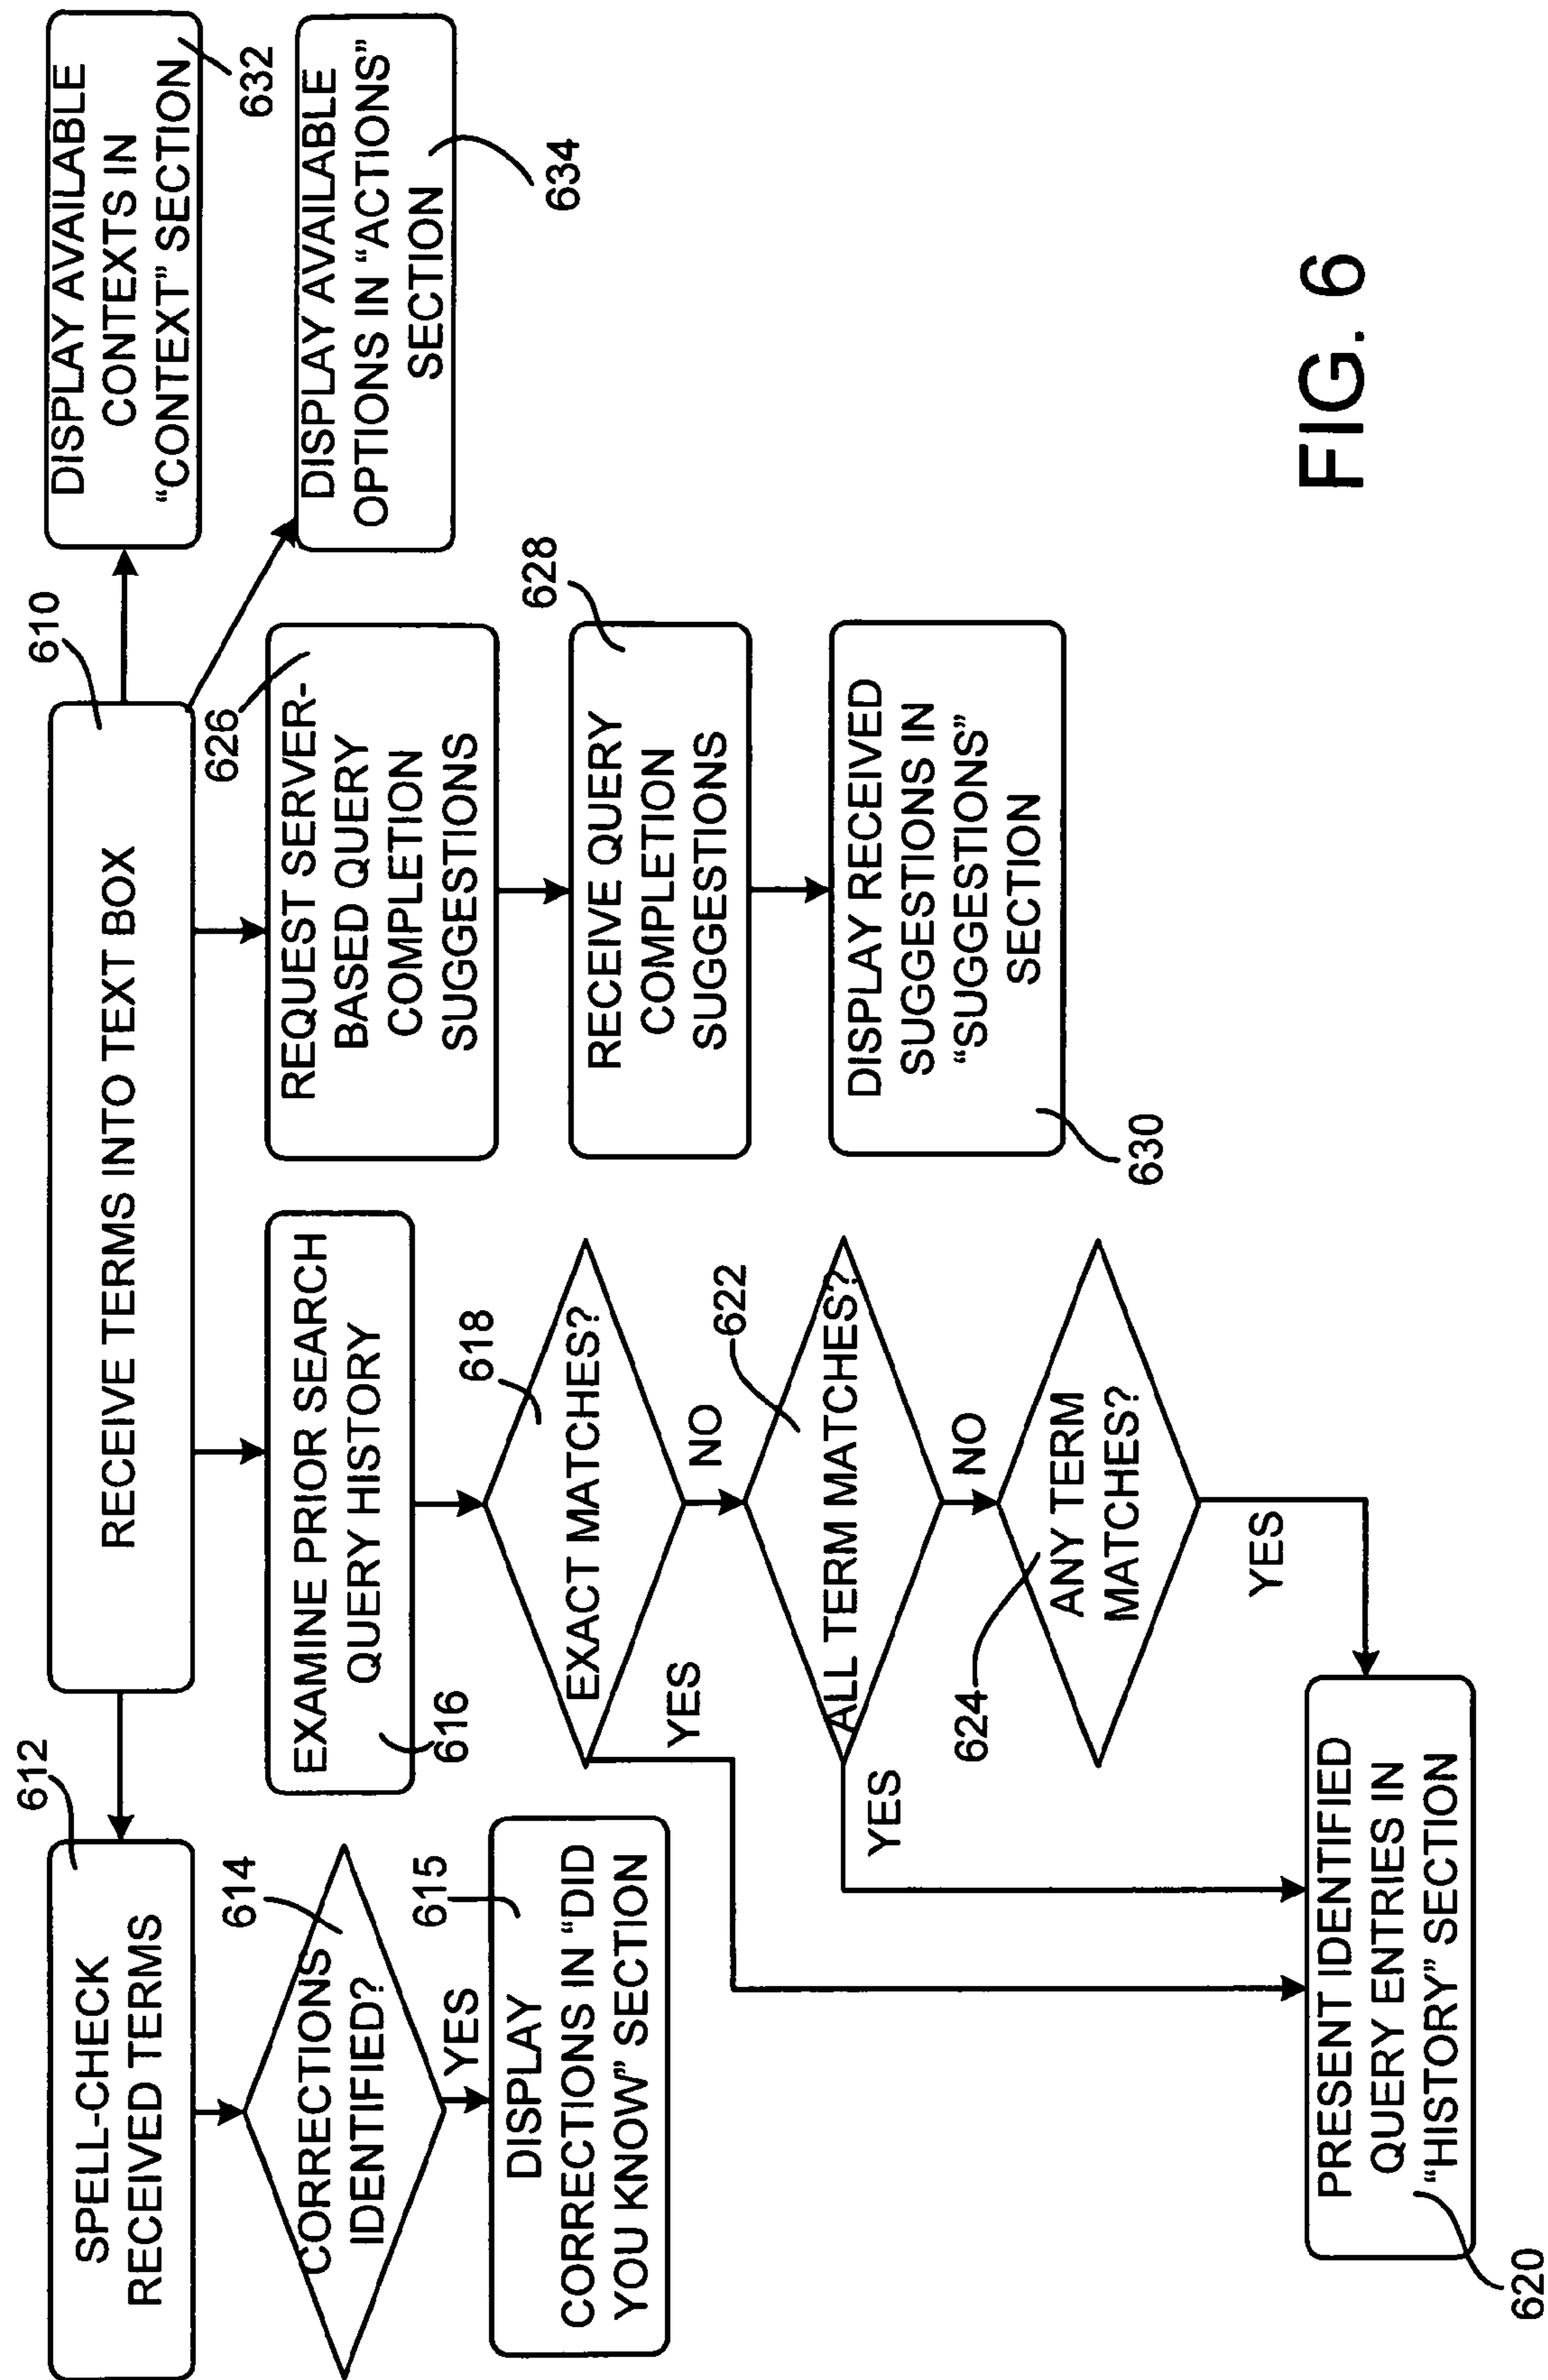 610
RECEIVE TERMS INTO TEXT BOX
612
SPELL-CHECK
RECEIVED TERMS
614
CORRECTIONS
IDENTIFIED?
YES
615
DISPLAY
CORRECTIONS IN "DID
YOU KNOW" SECTION
EXAMINE PRIOR SEARCH
QUERY HISTORY
616
618
EXACT MATCHES?
YES
NO
622
ALL TERM MATCHES?
YES
NO
624
ANY TERM
MATCHES?
YES
PRESENT IDENTIFIED
QUERY ENTRIES IN
"HISTORY" SECTION
620
626
REQUEST SERVER-
BASED QUERY
COMPLETION
SUGGESTIONS
628
RECEIVE QUERY
COMPLETION
SUGGESTIONS
DISPLAY RECEIVED
SUGGESTIONS IN
"SUGGESTIONS"
SECTION
630
DISPLAY AVAILABLE
CONTEXTS IN
"CONTEXT" SECTION
632
DISPLAY AVAILABLE
OPTIONS IN "ACTIONS"
SECTION
634
FIG. 6